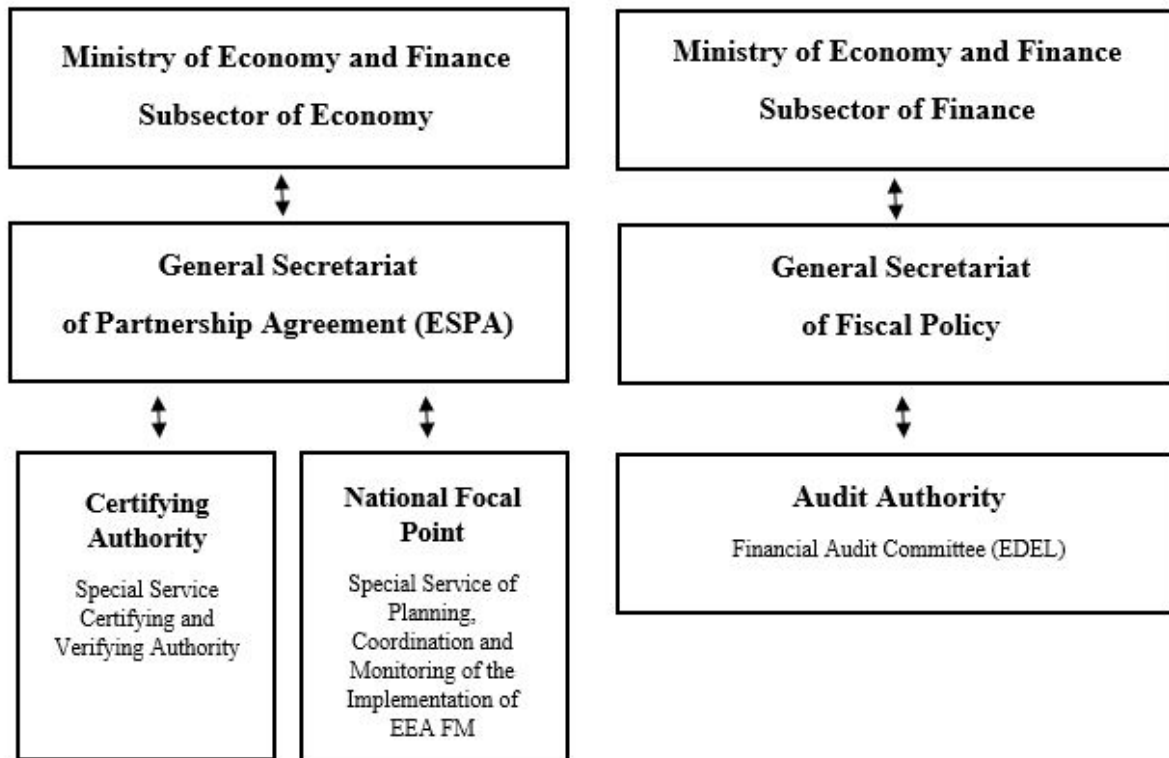 Ministry of Economy and Finance
Subsector of Economy
Ministry of Economy and Finance
Subsector of Finance
General Secretariat
of Partnership Agreement (ESPA)
General Secretariat
of Fiscal Policy
Certifying
Authority
Special Service
Certifying and
Verifying Authority
National Focal
Point
Special Service of
Planning,
Coordination and
Monitoring of the
Implementation of
EEA FM
Audit Authority
Financial Audit Committee (EDEL)